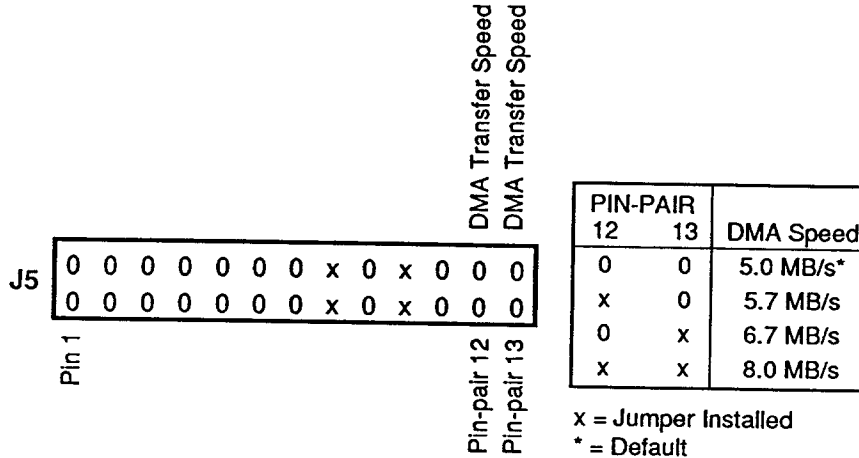 DMA Transfer Speed
DMA Transfer Speed
J5
0 0 0 0 0 0 0 x 0 x 0 0 0
0 0 0 0 0 0 0 x 0 x 0 0 0
Pin 1
Pin-pair 12
Pin-pair 13
PIN-PAIR
12 13 DMA Speed
0 0 5.0 MB/s*
x 0 5.7 MB/s
0 x 6.7 MB/s
x x 8.0 MB/s
x = Jumper Installed
* = Default